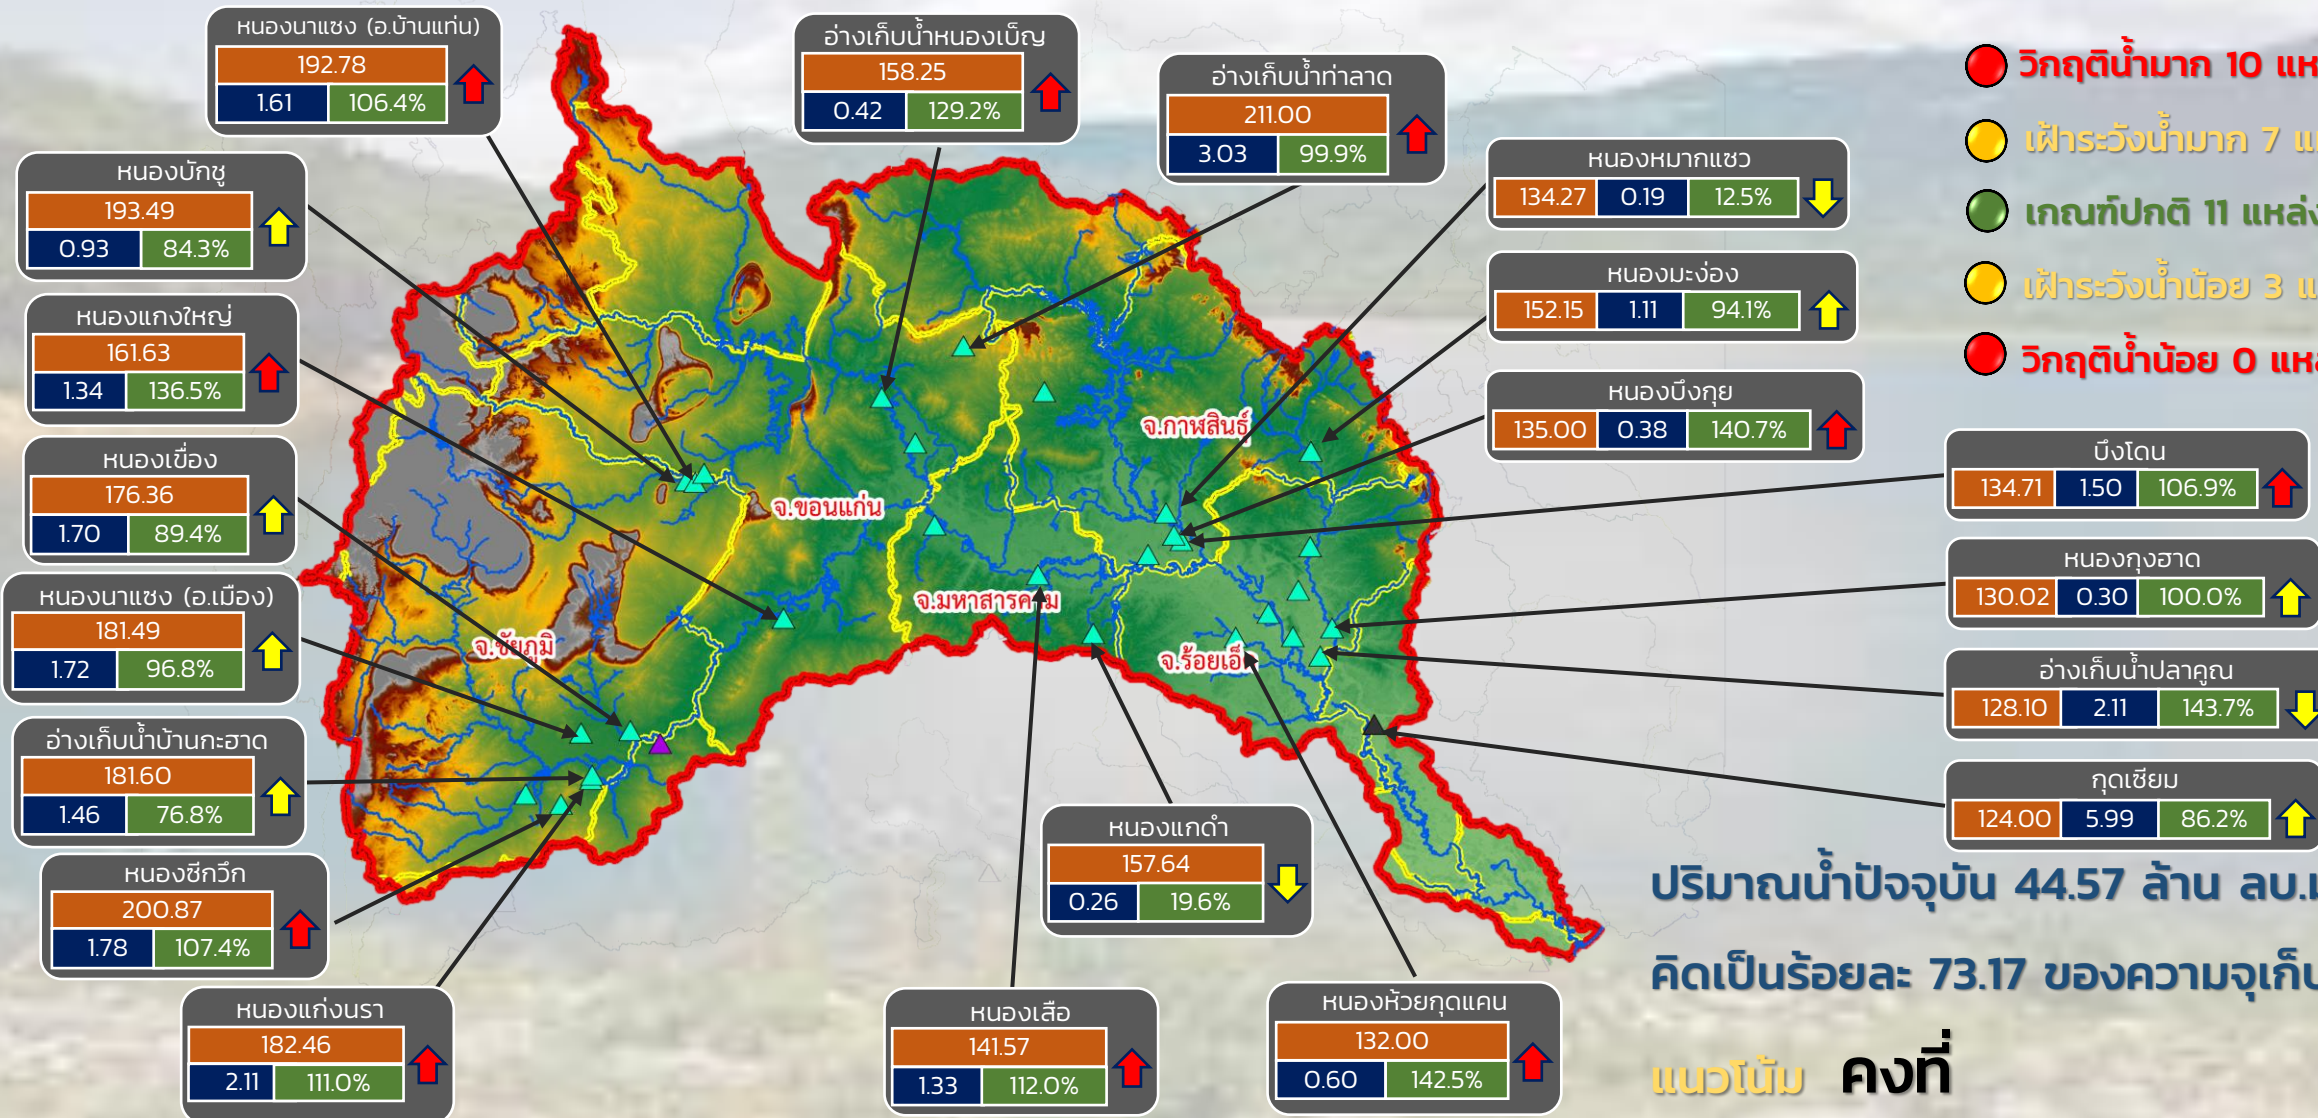 หนองนาแซง (อ.บ้านแท่น)
192.78
1.61 106.4%
อ่างเก็บน้ำหนองเบ็ญ
158.25
0.42 129.2%
อ่างเก็บน้ำท่าลาด
211.00
3.03 99.9%
หนองหมากแซว
134.27 0.19 12.5%
หนองมะง่อง
152.15 1.11 94.1%
หนองบึงกุย
135.00 0.38 140.7%
วิกฤติน้ำมาก 10
เฝ้าระวังน้ำมาก 7
เกณฑ์ปกติ 11 แหล่ง
เฝ้าระวังน้ำน้อย 3
วิกฤติน้ำน้อย 0
หนองบักชู
193.49
0.93 84.3%
หนองแกงใหญ่
161.63
1.34 136.5%
หนองเขื่อง
176.36
1.70 89.4%
หนองนาแซง (อ.เมือง)
181.49
1.72 96.8%
อ่างเก็บน้ำบ้านกะฮาด
181.60
1.46 76.8%
หนองซีกวึก
200.87
1.78 107.4%
หนองแก่งนรา
182.46
2.11 111.0%
จ.กาฬสินธุ์
จ.ขอนแก่น
จ.มหาสารคาม
จ.ชัยภูมิ
จ.ร้อยเอ็ด
บึงโดน
134.71 1.50 106.9%
หนองกุงฮาด
130.02 0.30 100.0%
อ่างเก็บน้ำปลาคูณ
128.10 2.11 143.7%
กุดเซียม
124.00 5.99 86.2%
หนองแกดำ
157.64
0.26 19.6%
หนองเสือ
141.57
1.33 112.0%
หนองห้วยกุดแคน
132.00
0.60 142.5%
ปริมาณน้ำปัจจุบัน 44.57 ล้าน ลบ.ม
คิดเป็นร้อยละ 73.17 ของความจุเก็บ
แนวโน้ม คงที่